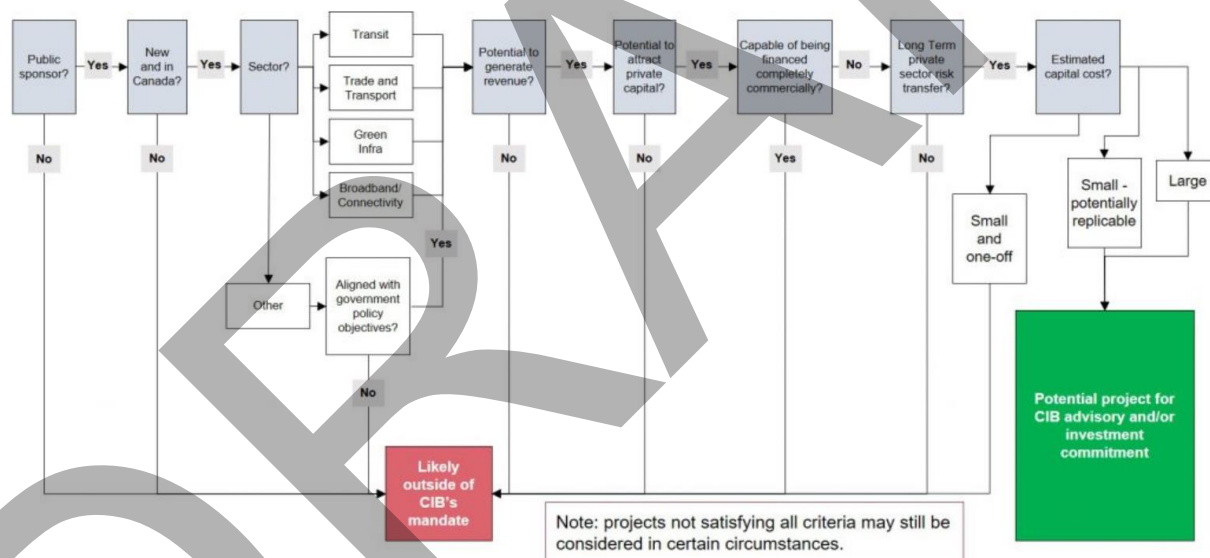 Public
sponsor?
Yes
New
and in
Canada?
Yes
Sector?
Transit
Trade and
Transport
Green
Infra
Broadband/
Connectivity
Potential to
generate
revenue?
Yes
Potential to
attract
private
capital?
Yes
Capable of being
financed
completely
commercially?
No
Long Term
private
sector risk
transfer?
Yes
Estimated
capital cost?
No
No
No
No
Yes
No
Small -
potentially
replicable
Large
Small
and
one-off
Yes
Other
Aligned with
government
policy
objectives?
No
Likely
outside of
CIB's
mandate
Potential project for
CIB advisory and/or
investment
commitment
Note: projects not satisfying all criteria may still be
considered in certain circumstances.